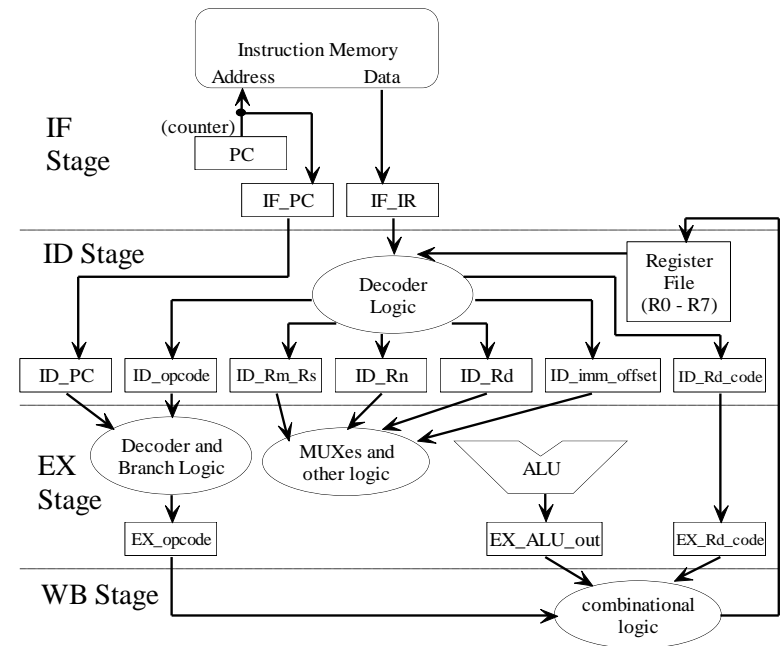 Instruction Memory
Address Data
(counter)
IF
Stage
PC
IF_PC IF_IR
ID Stage
Register
File
(R0 - R7)
Decoder
Logic
ID_PC ID_opcode ID_Rm_Rs ID_Rn ID_Rd ID_imm_offset ID_Rd_code
Decoder and
Branch Logic
MUXes and
other logic
ALU
EX
Stage
EX_opcode EX_ALU_out EX_Rd_code
WB Stage
combinational
logic